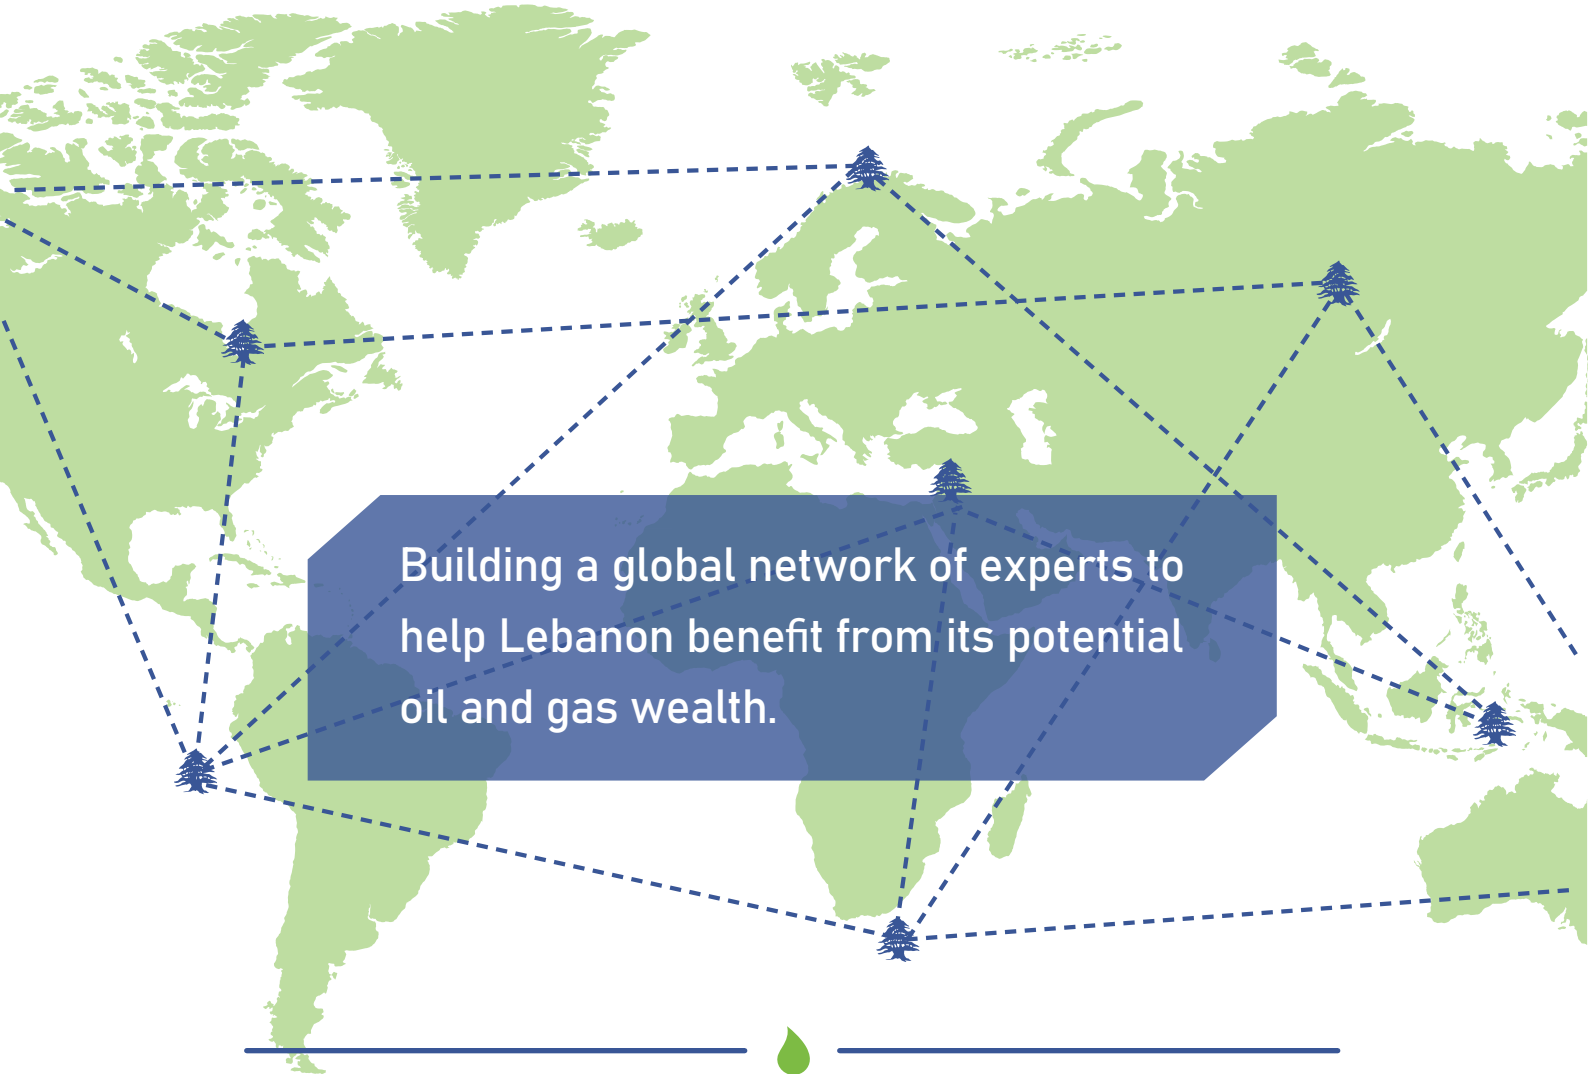 Building a global network of experts to
help Lebanon benefit from its potential
oil and gas wealth.